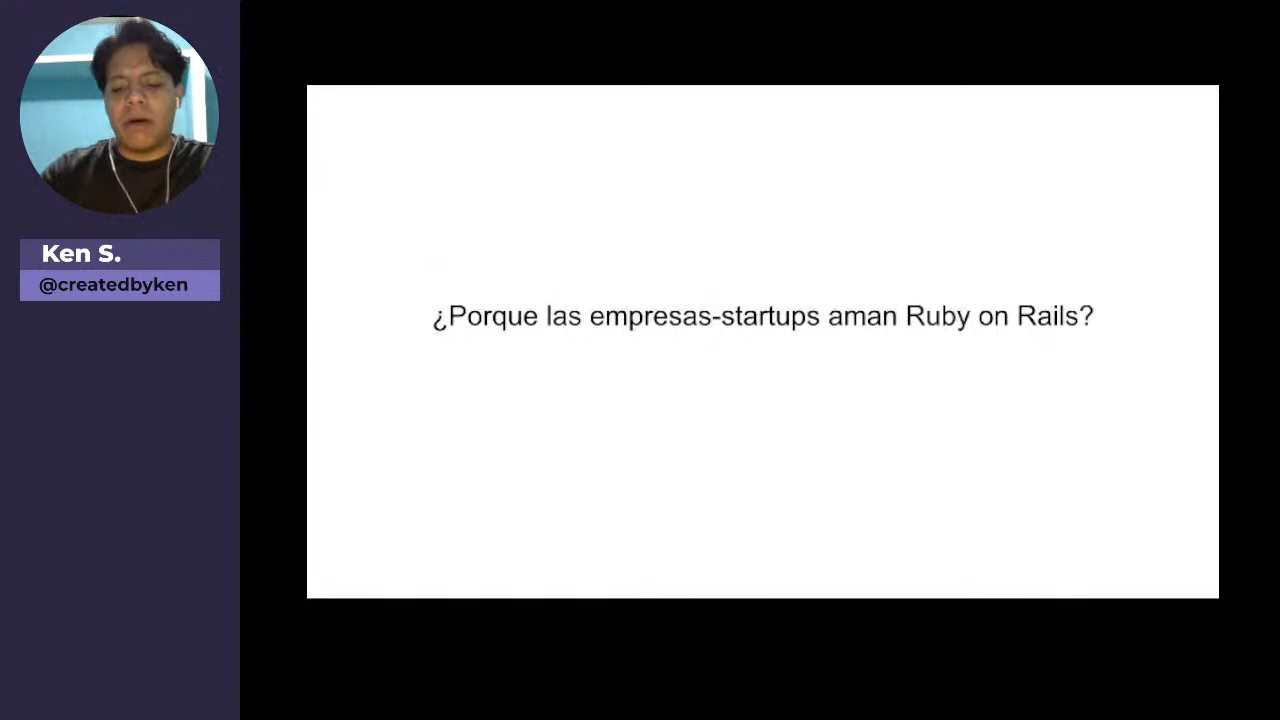 Ken S.
@createdbyken
¿Porque las empresas-startups aman Ruby on Rails?